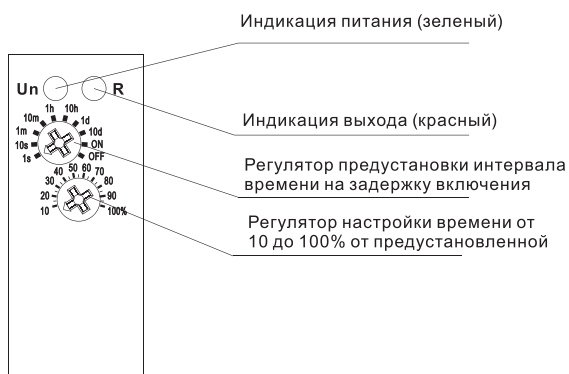 Индикация питания (зеленый)
Un R
1h 10h
10m 1d
1m 10d
10s ON
1s OFF
Индикация выхода (красный)
Регулятор предустановки интервала
времени на задержку включения
40 50 60 70
30 80
20 90
10 100%
Регулятор настройки времени от
10 до 100% от предустановленной